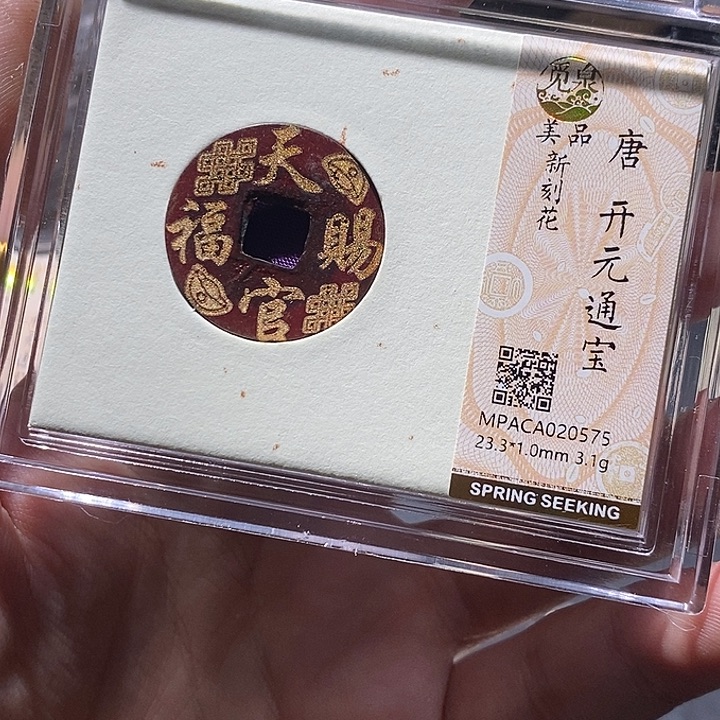 天
賜
官
福
觅泉
美品
新刻花
唐
开元通宝
MPACA020575
23.3*1.0mm 3.1g
SPRING SEEKING